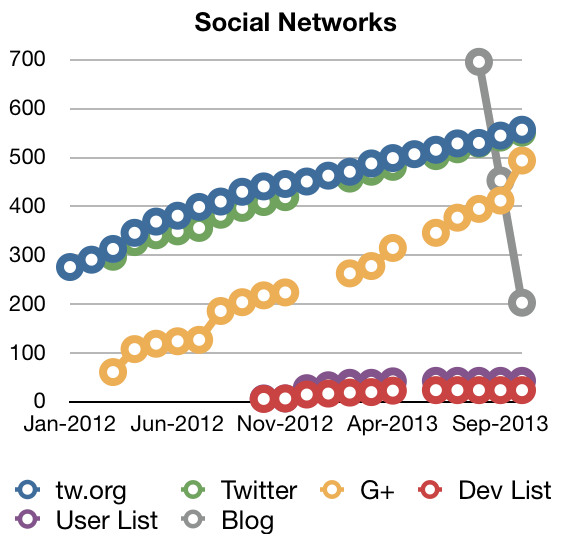 Social Networks
700
600
500
400
300
200
100
0
Jan-2012 Jun-2012 Nov-2012 Apr-2013 Sep-2013
tw.org Twitter G+ Dev List
User List Blog